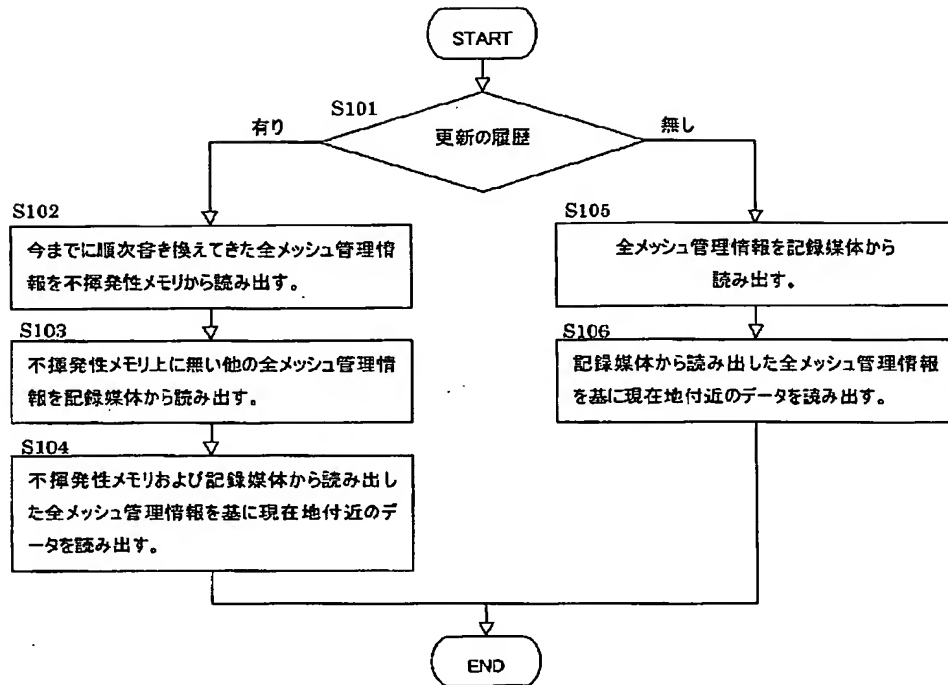 START
S101
更新の履歴
有り
無し
S102
今までに順次書き換えてきた全メッシュ管理情
報を不揮発性メモリから読み出す。
S103
不揮発性メモリ上に無い他の全メッシュ管理情
報を記録媒体から読み出す。
S104
不揮発性メモリおよび記録媒体から読み出し
た全メッシュ管理情報を基に現在地付近のデ
ータを読み出す。
S105
全メッシュ管理情報を記録媒体から
読み出す。
S106
記録媒体から読み出した全メッシュ管理情報
を基に現在地付近のデータを読み出す。
END